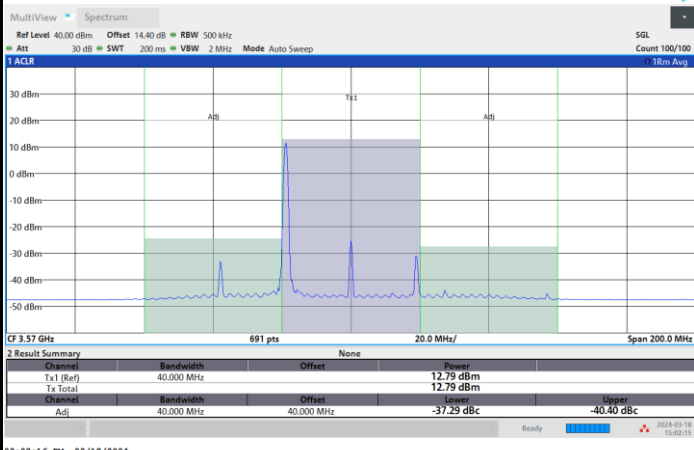 MultiView Spectrum
Ref Level 40.00 dBm Offset 14.40 dB RBW 500 kHz SGL
Att 30 dB SWT 200 ms VBW 2 MHz Mode Auto Sweep Count 100/100
1 ACLR 1Rm Avg
30 dBm
Tx1
20 dBm
Adj Adj
10 dBm
0 dBm
-10 dBm
-20 dBm
-30 dBm
-40 dBm
-50 dBm
CF 3.57 GHz 691 pts 20.0 MHz/ Span 200.0 MHz
2 Result Summary None
Channel Bandwidth Offset Power
Tx1 (Ref) 40.000 MHz 12.79 dBm
Tx Total 12.79 dBm
Channel Bandwidth Offset Lower Upper
Adj 40.000 MHz 40.000 MHz -37.29 dBc -40.40 dBc
Ready 2024-03-18
15:02:15